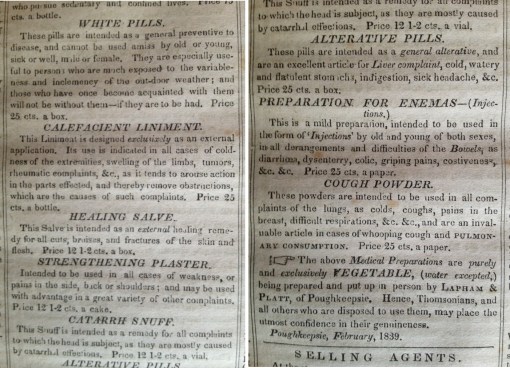 who pursue sedentary and confined lives. Price 75
cts. a bottle.
WHITE PILLS.
These pills are intended as a general preventive to
disease, and cannot be used amiss by old or young,
sick or well, male or female. They are especially use-
ful to persons who are much exposed to the variable-
ness and inclemency of the out-door weather; and
those who have once become acquainted with them
will not be without them—if they are to be had. Price
25 cts. a box.
CALEFACIENT LINIMENT.
This Liniment is designed exclusively as an external
application. Its use is indicated in all cases of cold-
ness of the extremities, swelling of the limbs, tumors,
rheumatic complaints, &c., as it tends to arouse action
in the parts effected, and thereby remove obstructions,
which are the causes of such complaints. Price 25
cts. a bottle.
HEALING SALVE.
This Salve is intended as an external healing reme-
dy for all cuts, bruises, and fractures of the skin and
flesh. Price 12 1-2 cts. a box.
STRENGTHENING PLASTER.
Intended to be used in all cases of weakness, or
pains in the side, back or shoulders; and may be used
with advantage in a great variety of other complaints.
Price 12 1-2 cts. a cake.
CATARRH SNUFF.
This Snuff is intended as a remedy for all complaints
to which the head is subject, as they are mostly caused
by catarrhal effections. Price 12 1-2 cts. a vial.
ALTERATIVE PILLS
This Snuff is intended as a remedy for all complaints
to which the head is subject, as they are mostly caused
by catarrhal effections. Price 12 1-2 cts. a vial.
ALTERATIVE PILLS.
These pills are intended as a general alterative, and
are an excellent article for Liver complaint, cold, watery
and flatulent stomachs, indigestion, sick headache, &c.
Price 25 cts. a box.
PREPARATION FOR ENEMAS—(Injec-
tions.)
This is a mild preparation, intended to be used in
the form of 'Injections' by old and young of both sexes,
in all derangements and difficulties of the Bowels; as
diarrhœa, dysentery, colic, griping pains, costiveness,
&c. &c. Price 25 cts. a paper.
COUGH POWDER.
These powders are intended to be used in all com-
plaints of the lungs, as colds, coughs, pains in the
breast, difficult respirations, &c. &c., and are an inval-
uable article in cases of whooping cough and PULMON-
ARY CONSUMPTION. Price 25 cts. a paper.
☞ The above Medical Preparations are purely
and exclusively VEGETABLE, (water excepted,)
being prepared and put up in person by LAPHAM &
PLATT, of Poughkeepsie. Hence, Thomsonians, and
all others who are disposed to use them, may place the
utmost confidence in their genuineness.
Poughkeepsie, February, 1839.
SELLING AGENTS.